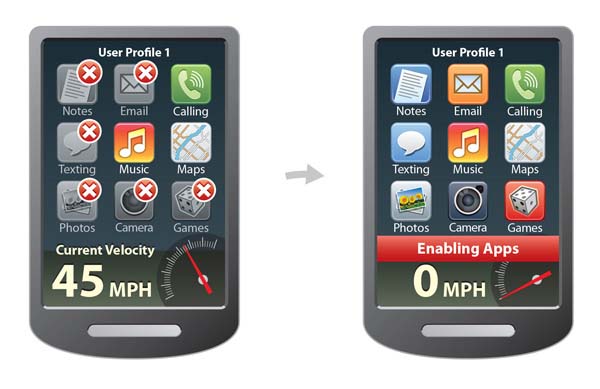 User Profile 1
Notes Email Calling
Texting Music Maps
Photos Camera Games
Current Velocity
45 MPH
User Profile 1
Notes Email Calling
Texting Music Maps
Photos Camera Games
Enabling Apps
0 MPH